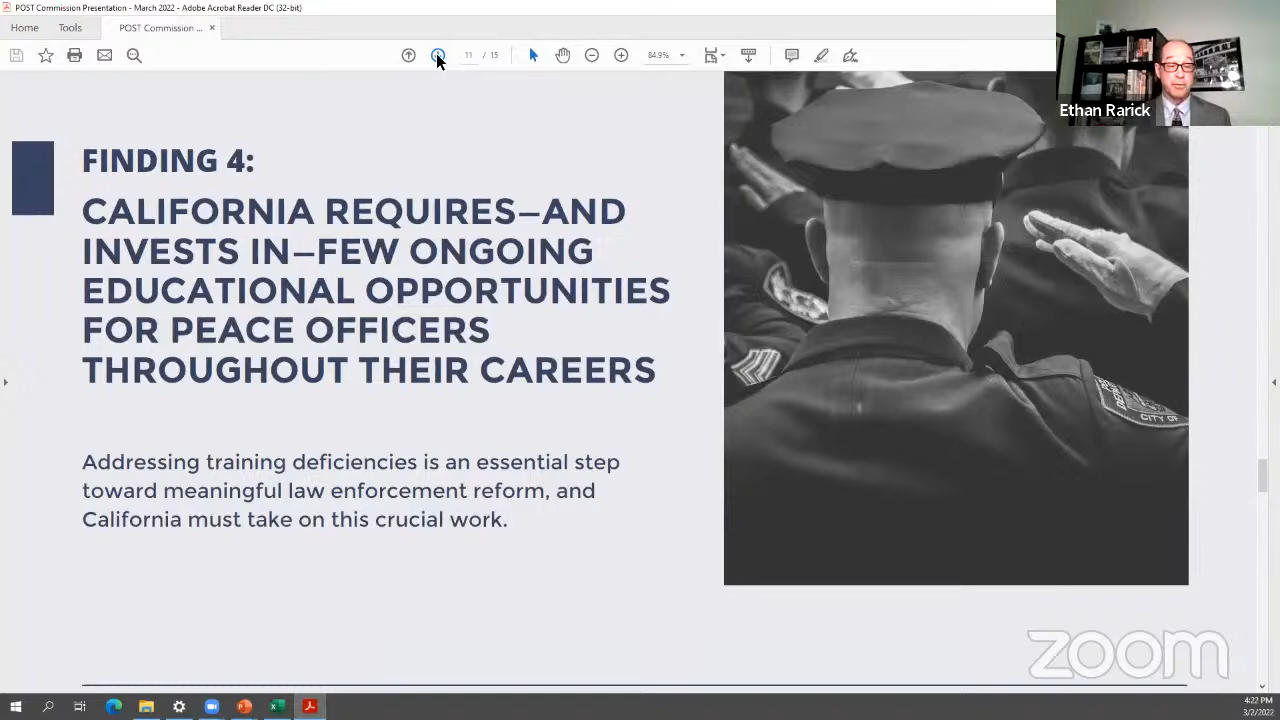 POST Commission Presentation - March 2022 - Adobe Acrobat Reader DC (32-bit)
Home Tools POST Commission ... ×
11 / 15 84.9%
Ethan Rarick
FINDING 4:
CALIFORNIA REQUIRES—AND
INVESTS IN—FEW ONGOING
EDUCATIONAL OPPORTUNITIES
FOR PEACE OFFICERS
THROUGHOUT THEIR CAREERS
Addressing training deficiencies is an essential step
toward meaningful law enforcement reform, and
California must take on this crucial work.
CITY OF
zoom
4:22 PM
3/2/2022